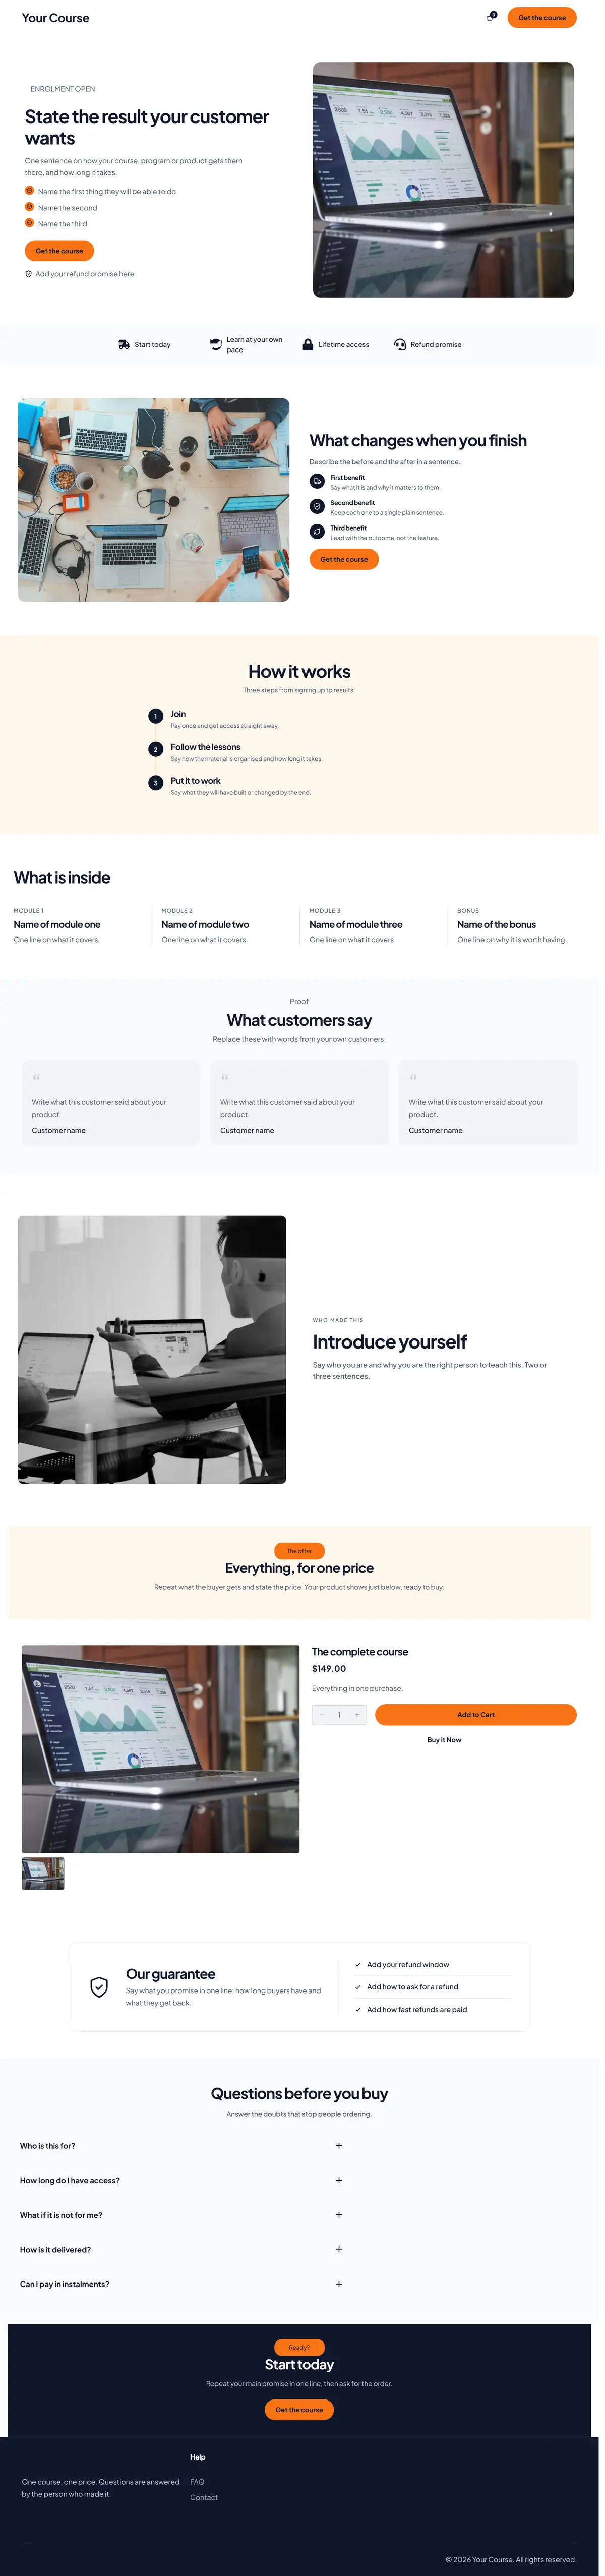 Your Course
0
Get the course
ENROLMENT OPEN
State the result your customer
wants
One sentence on how your course, program or product gets them
there, and how long it takes.
Name the first thing they will be able to do
Name the second
Name the third
Get the course
Add your refund promise here
Start today
Learn at your own
pace
Lifetime access
Refund promise
What changes when you finish
Describe the before and the after in a sentence.
First benefit
Say what it is and why it matters to them.
Second benefit
Keep each one to a single plain sentence.
Third benefit
Lead with the outcome, not the feature.
Get the course
How it works
Three steps from signing up to results.
1
Join
Pay once and get access straight away.
2
Follow the lessons
Say how the material is organised and how long it takes.
3
Put it to work
Say what they will have built or changed by the end.
What is inside
MODULE 1
Name of module one
One line on what it covers.
MODULE 2
Name of module two
One line on what it covers.
MODULE 3
Name of module three
One line on what it covers.
BONUS
Name of the bonus
One line on why it is worth having.
Proof
What customers say
Replace these with words from your own customers.
“
Write what this customer said about your
product.
Customer name
“
Write what this customer said about your
product.
Customer name
“
Write what this customer said about your
product.
Customer name
WHO MADE THIS
Introduce yourself
Say who you are and why you are the right person to teach this. Two or
three sentences.
The offer
Everything, for one price
Repeat what the buyer gets and state the price. Your product shows just below, ready to buy.
The complete course
$149.00
Everything in one purchase.
− 1 +
Add to Cart
Buy it Now
Our guarantee
Say what you promise in one line: how long buyers have and
what they get back.
Add your refund window
Add how to ask for a refund
Add how fast refunds are paid
Questions before you buy
Answer the doubts that stop people ordering.
Who is this for?
How long do I have access?
What if it is not for me?
How is it delivered?
Can I pay in instalments?
Ready?
Start today
Repeat your main promise in one line, then ask for the order.
Get the course
Help
One course, one price. Questions are answered
by the person who made it.
FAQ
Contact
© 2026 Your Course. All rights reserved.